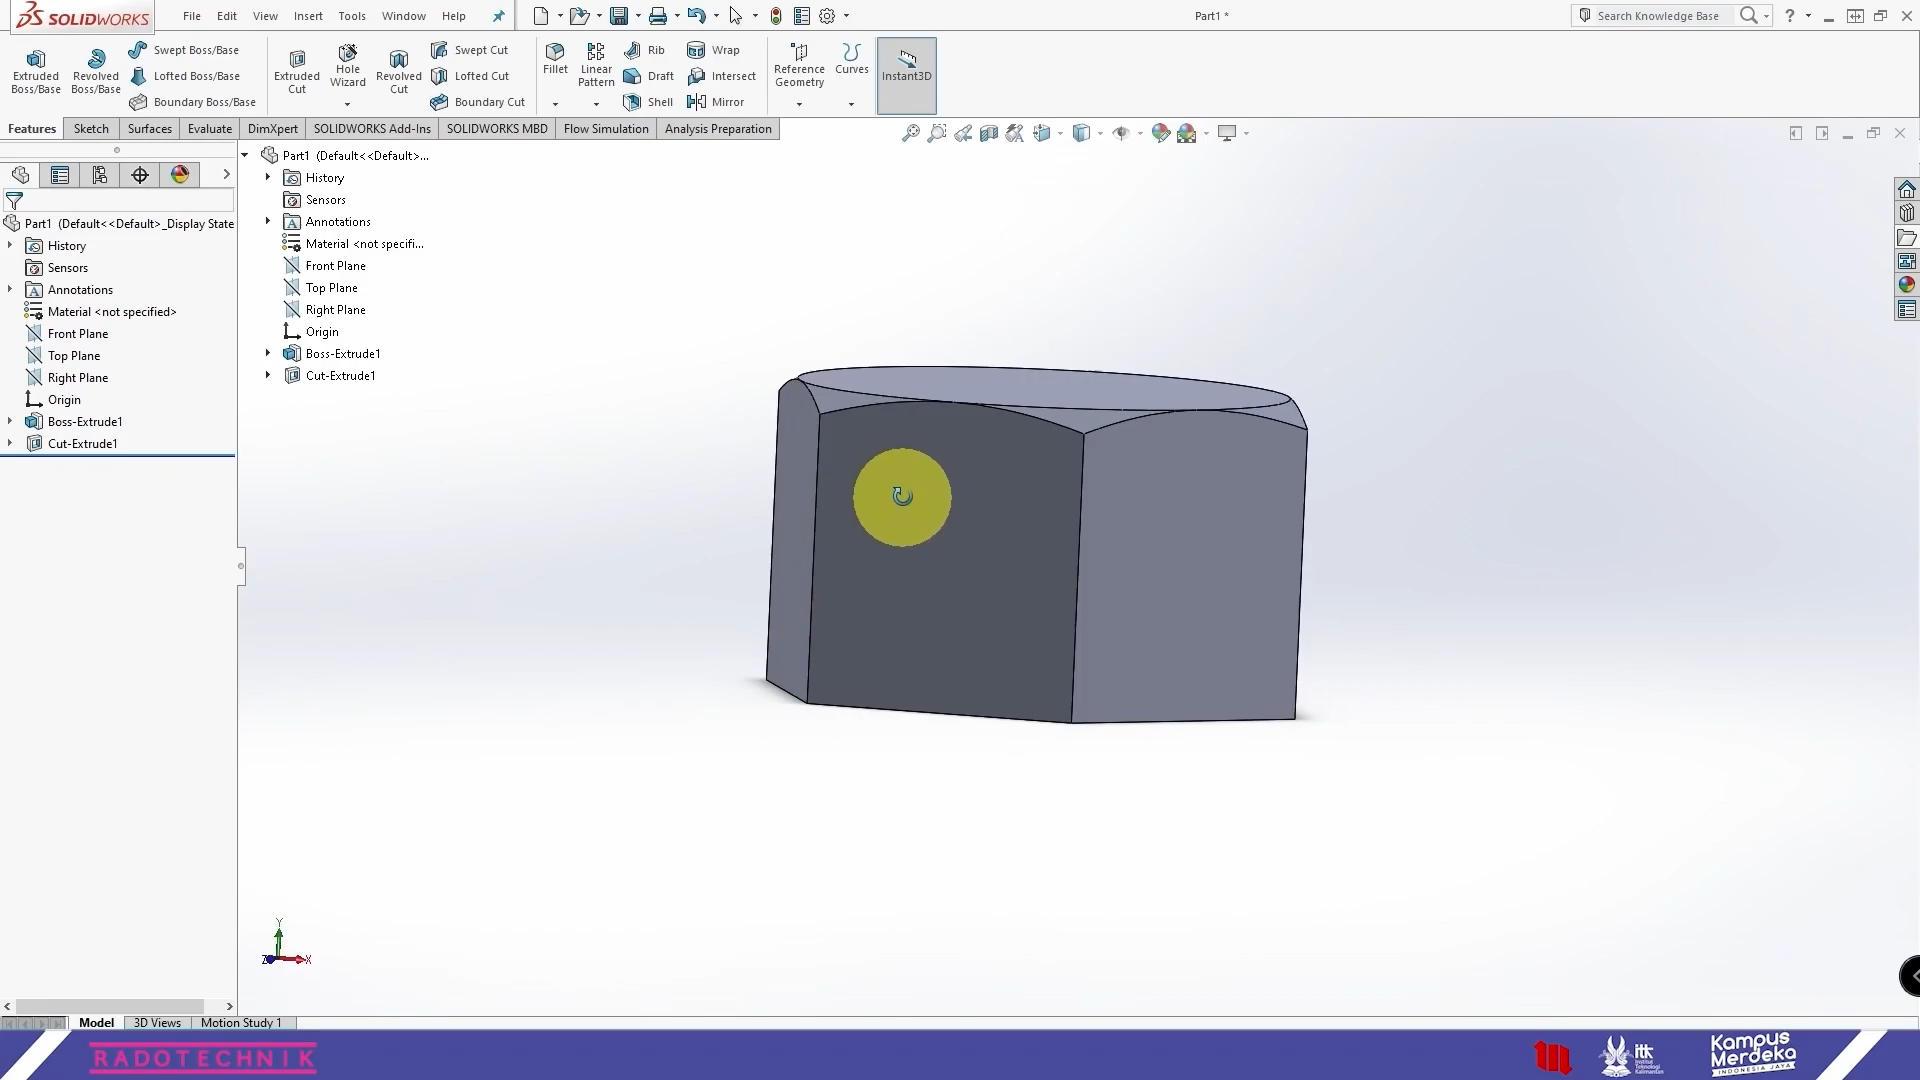 SOLIDWORKS
File Edit View Insert Tools Window Help
Part1 *
Search Knowledge Base
?
Extruded Boss/Base
Revolved Boss/Base
Swept Boss/Base
Lofted Boss/Base
Boundary Boss/Base
Extruded Cut
Hole Wizard
Revolved Cut
Swept Cut
Lofted Cut
Boundary Cut
Fillet
Linear Pattern
Rib
Draft
Shell
Wrap
Intersect
Mirror
Reference Geometry
Curves
Instant3D
Features Sketch Surfaces Evaluate DimXpert SOLIDWORKS Add-Ins SOLIDWORKS MBD Flow Simulation Analysis Preparation
Part1 (Default<<Default>_Display State
History
Sensors
Annotations
Material <not specified>
Front Plane
Top Plane
Right Plane
Origin
Boss-Extrude1
Cut-Extrude1
Part1 (Default<<Default>...
History
Sensors
Annotations
Material <not specifi...
Front Plane
Top Plane
Right Plane
Origin
Boss-Extrude1
Cut-Extrude1
Y
Z
X
Model 3D Views Motion Study 1
RADOTECHNIK
itk
Institut
Teknologi
Kalimantan
Kampus
Merdeka
INDONESIA JAYA